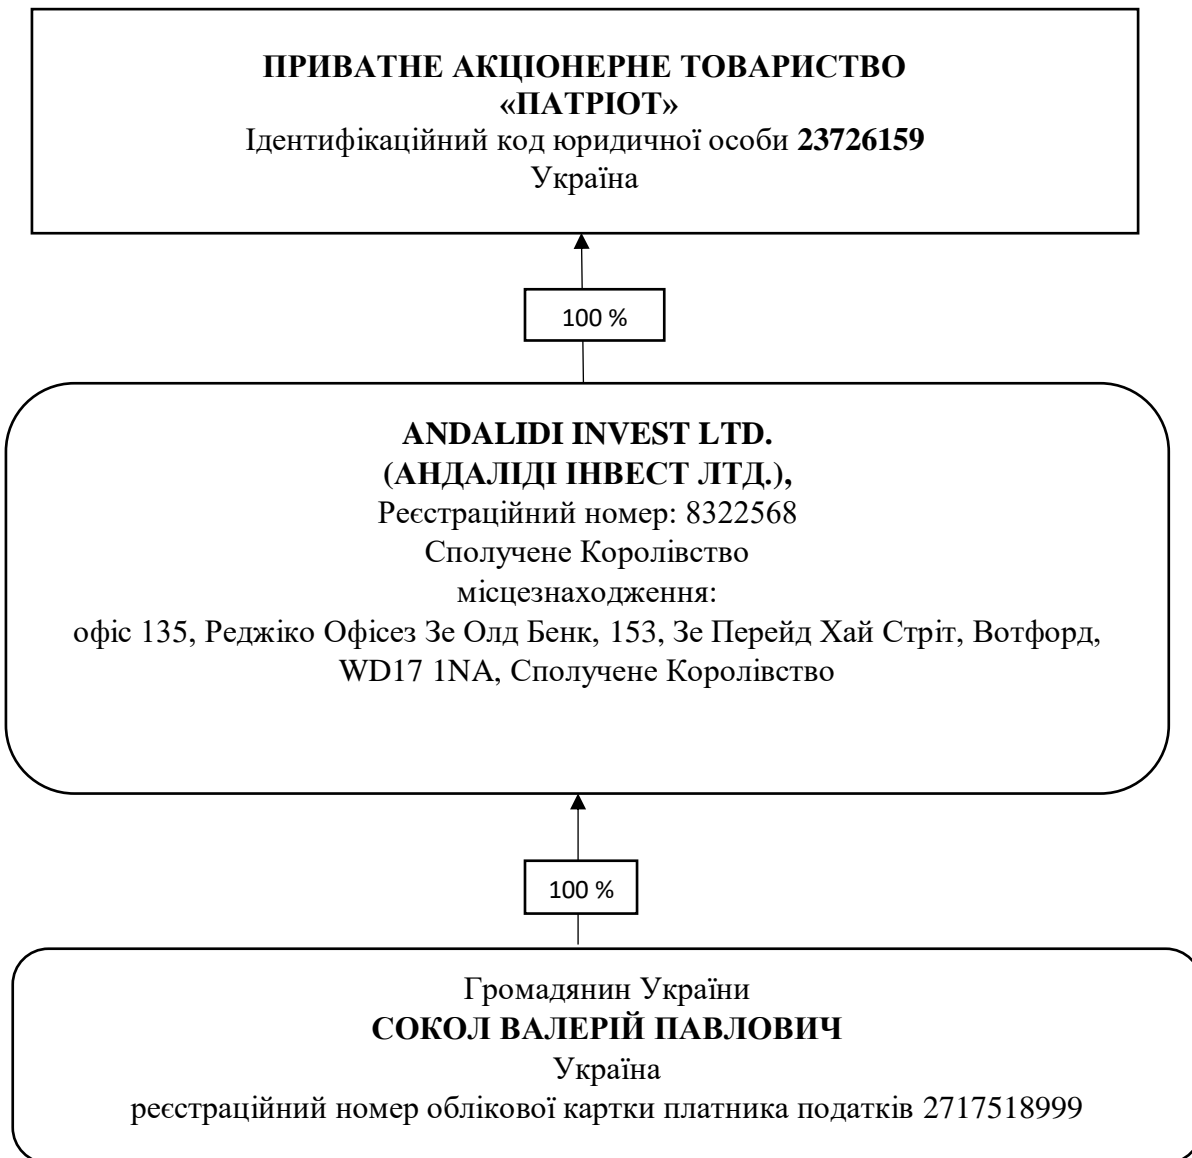 ПРИВАТНЕ АКЦІОНЕРНЕ ТОВАРИСТВО
«ПАТРІОТ»
Ідентифікаційний код юридичної особи 23726159
Україна
100 %
ANDALIDI INVEST LTD.
(АНДАЛІДІ ІНВЕСТ ЛТД.),
Реєстраційний номер: 8322568
Сполучене Королівство
місцезнаходження:
офіс 135, Реджіко Офісез Зе Олд Бенк, 153, Зе Перейд Хай Стріт, Вотфорд,
WD17 1NA, Сполучене Королівство
100 %
Громадянин України
СОКОЛ ВАЛЕРІЙ ПАВЛОВИЧ
Україна
реєстраційний номер облікової картки платника податків 2717518999